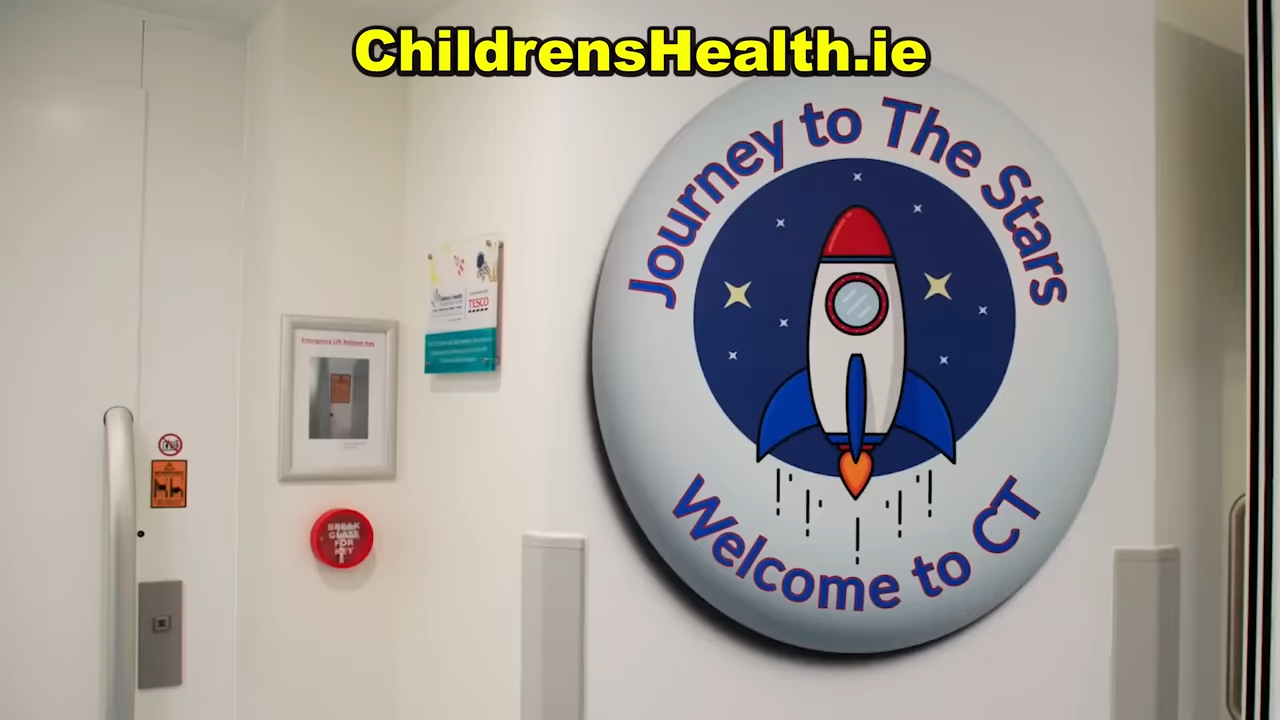 ChildrensHealth.ie
Journey to The Stars
Welcome to CT
Emergency Lift Release Key
TESCO
BREAK
GLASS
FOR
KEY